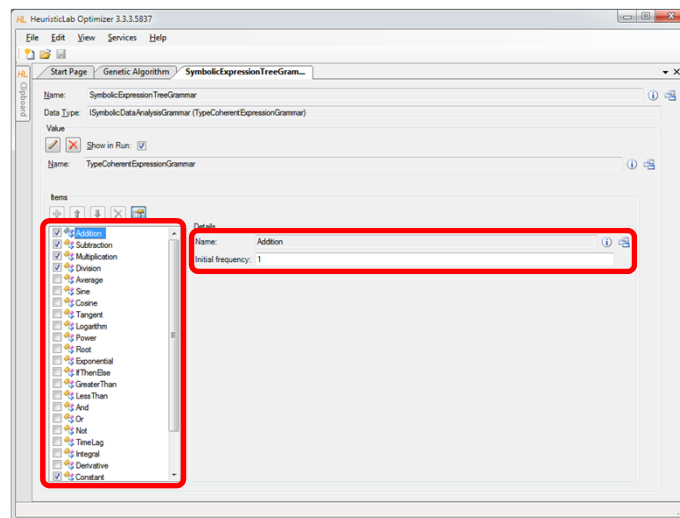 HL HeuristicLab Optimizer 3.3.3.5837
File Edit View Services Help
HL Start Page Genetic Algorithm SymbolicExpressionTreeGram...
Clipboard
Name: SymbolicExpressionTreeGrammar
Data Type: ISymbolicDataAnalysisGrammar (TypeCoherentExpressionGrammar)
Value
Show in Run:
Name: TypeCoherentExpressionGrammar
Items
Details
Addition
Name: Addition
Subtraction
Multiplication
Initial frequency: 1
Division
Average
Sine
Cosine
Tangent
Logarithm
Power
Root
Exponential
IfThenElse
GreaterThan
LessThan
And
Or
Not
TimeLag
Integral
Derivative
Constant